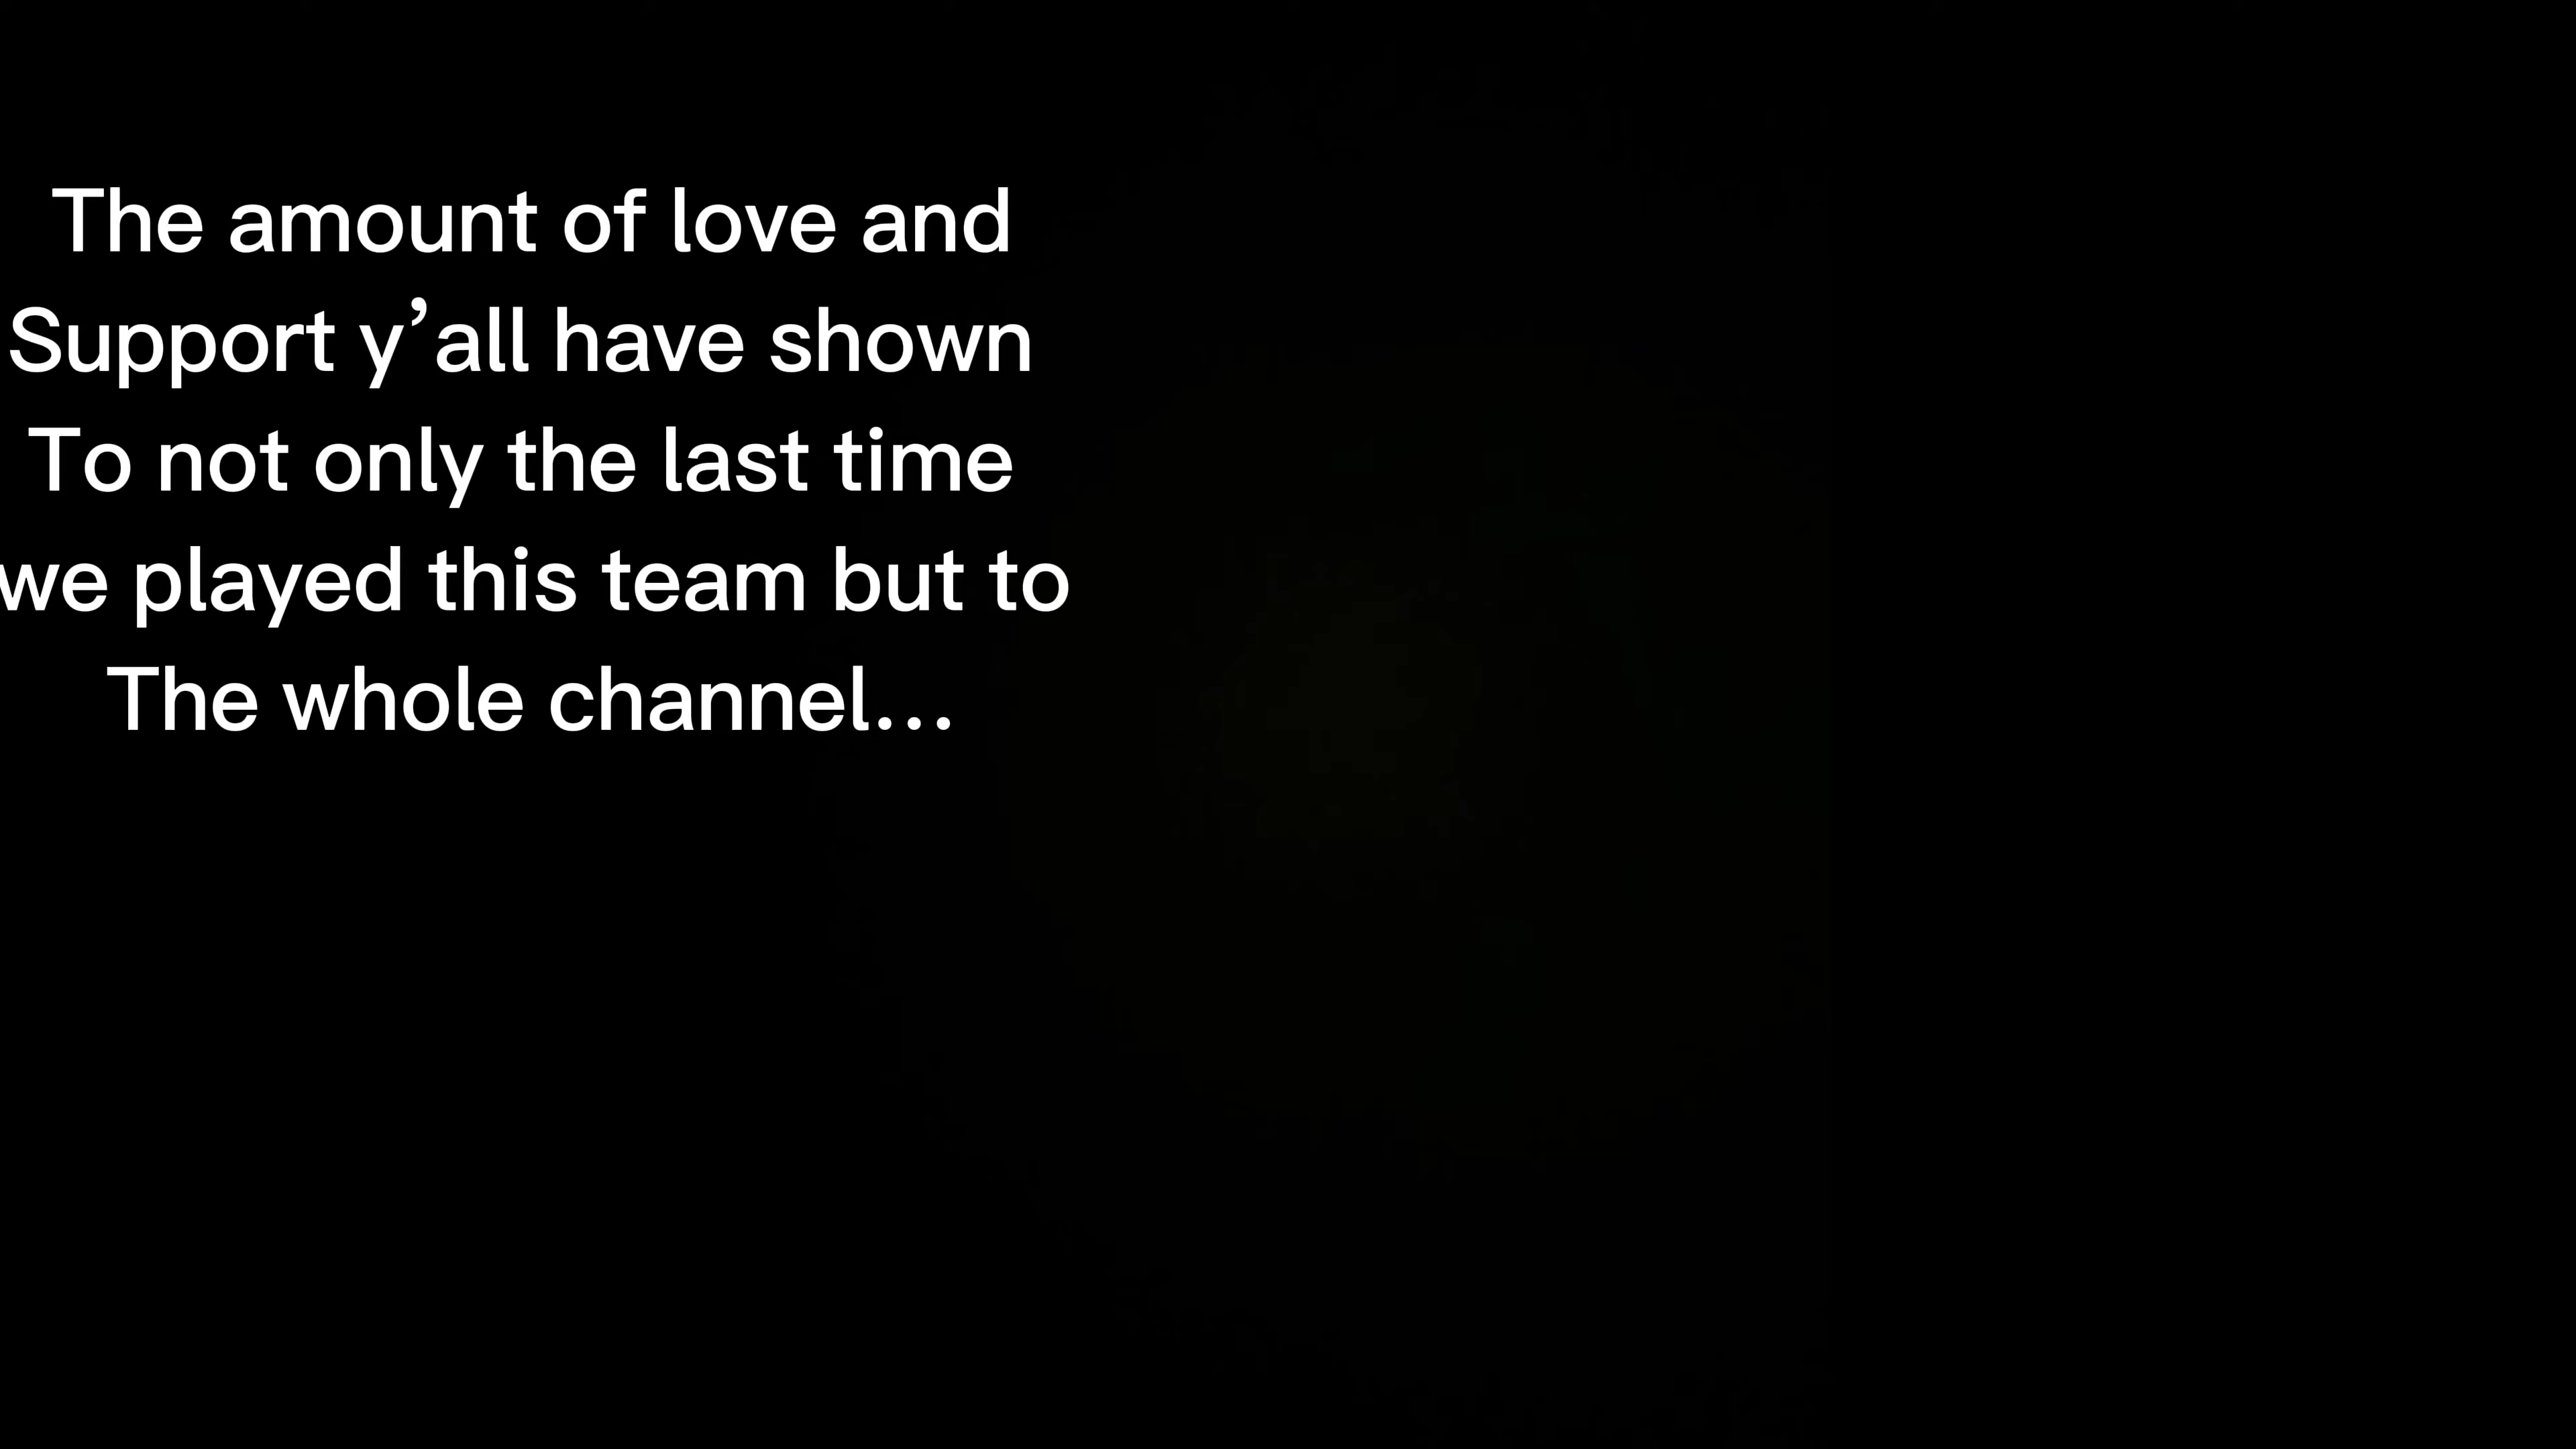 The amount of love and
Support y’all have shown
To not only the last time
we played this team but to
The whole channel...